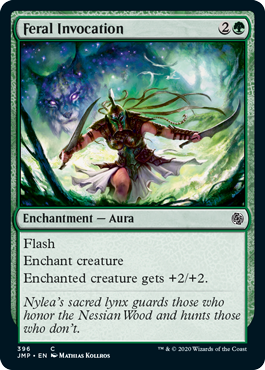 Feral Invocation 2
Enchantment — Aura
Flash
Enchant creature
Enchanted creature gets +2/+2.
Nylea's sacred lynx guards those who
honor the Nessian Wood and hunts those
who don't.
396 C
JMP • EN Mathias Kollros ™ & © 2020 Wizards of the Coast